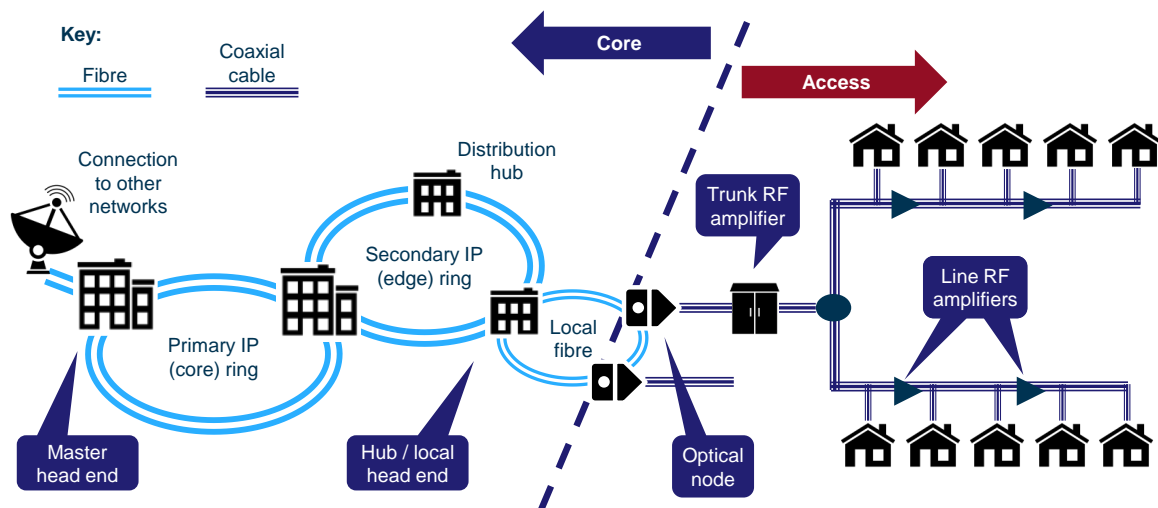 Key:
Fibre
Coaxial
cable
Core
Access
Connection
to other
networks
Distribution
hub
Trunk RF
amplifier
Secondary IP
(edge) ring
Line RF
amplifiers
Local
fibre
Primary IP
(core) ring
Master
head end
Hub / local
head end
Optical
node